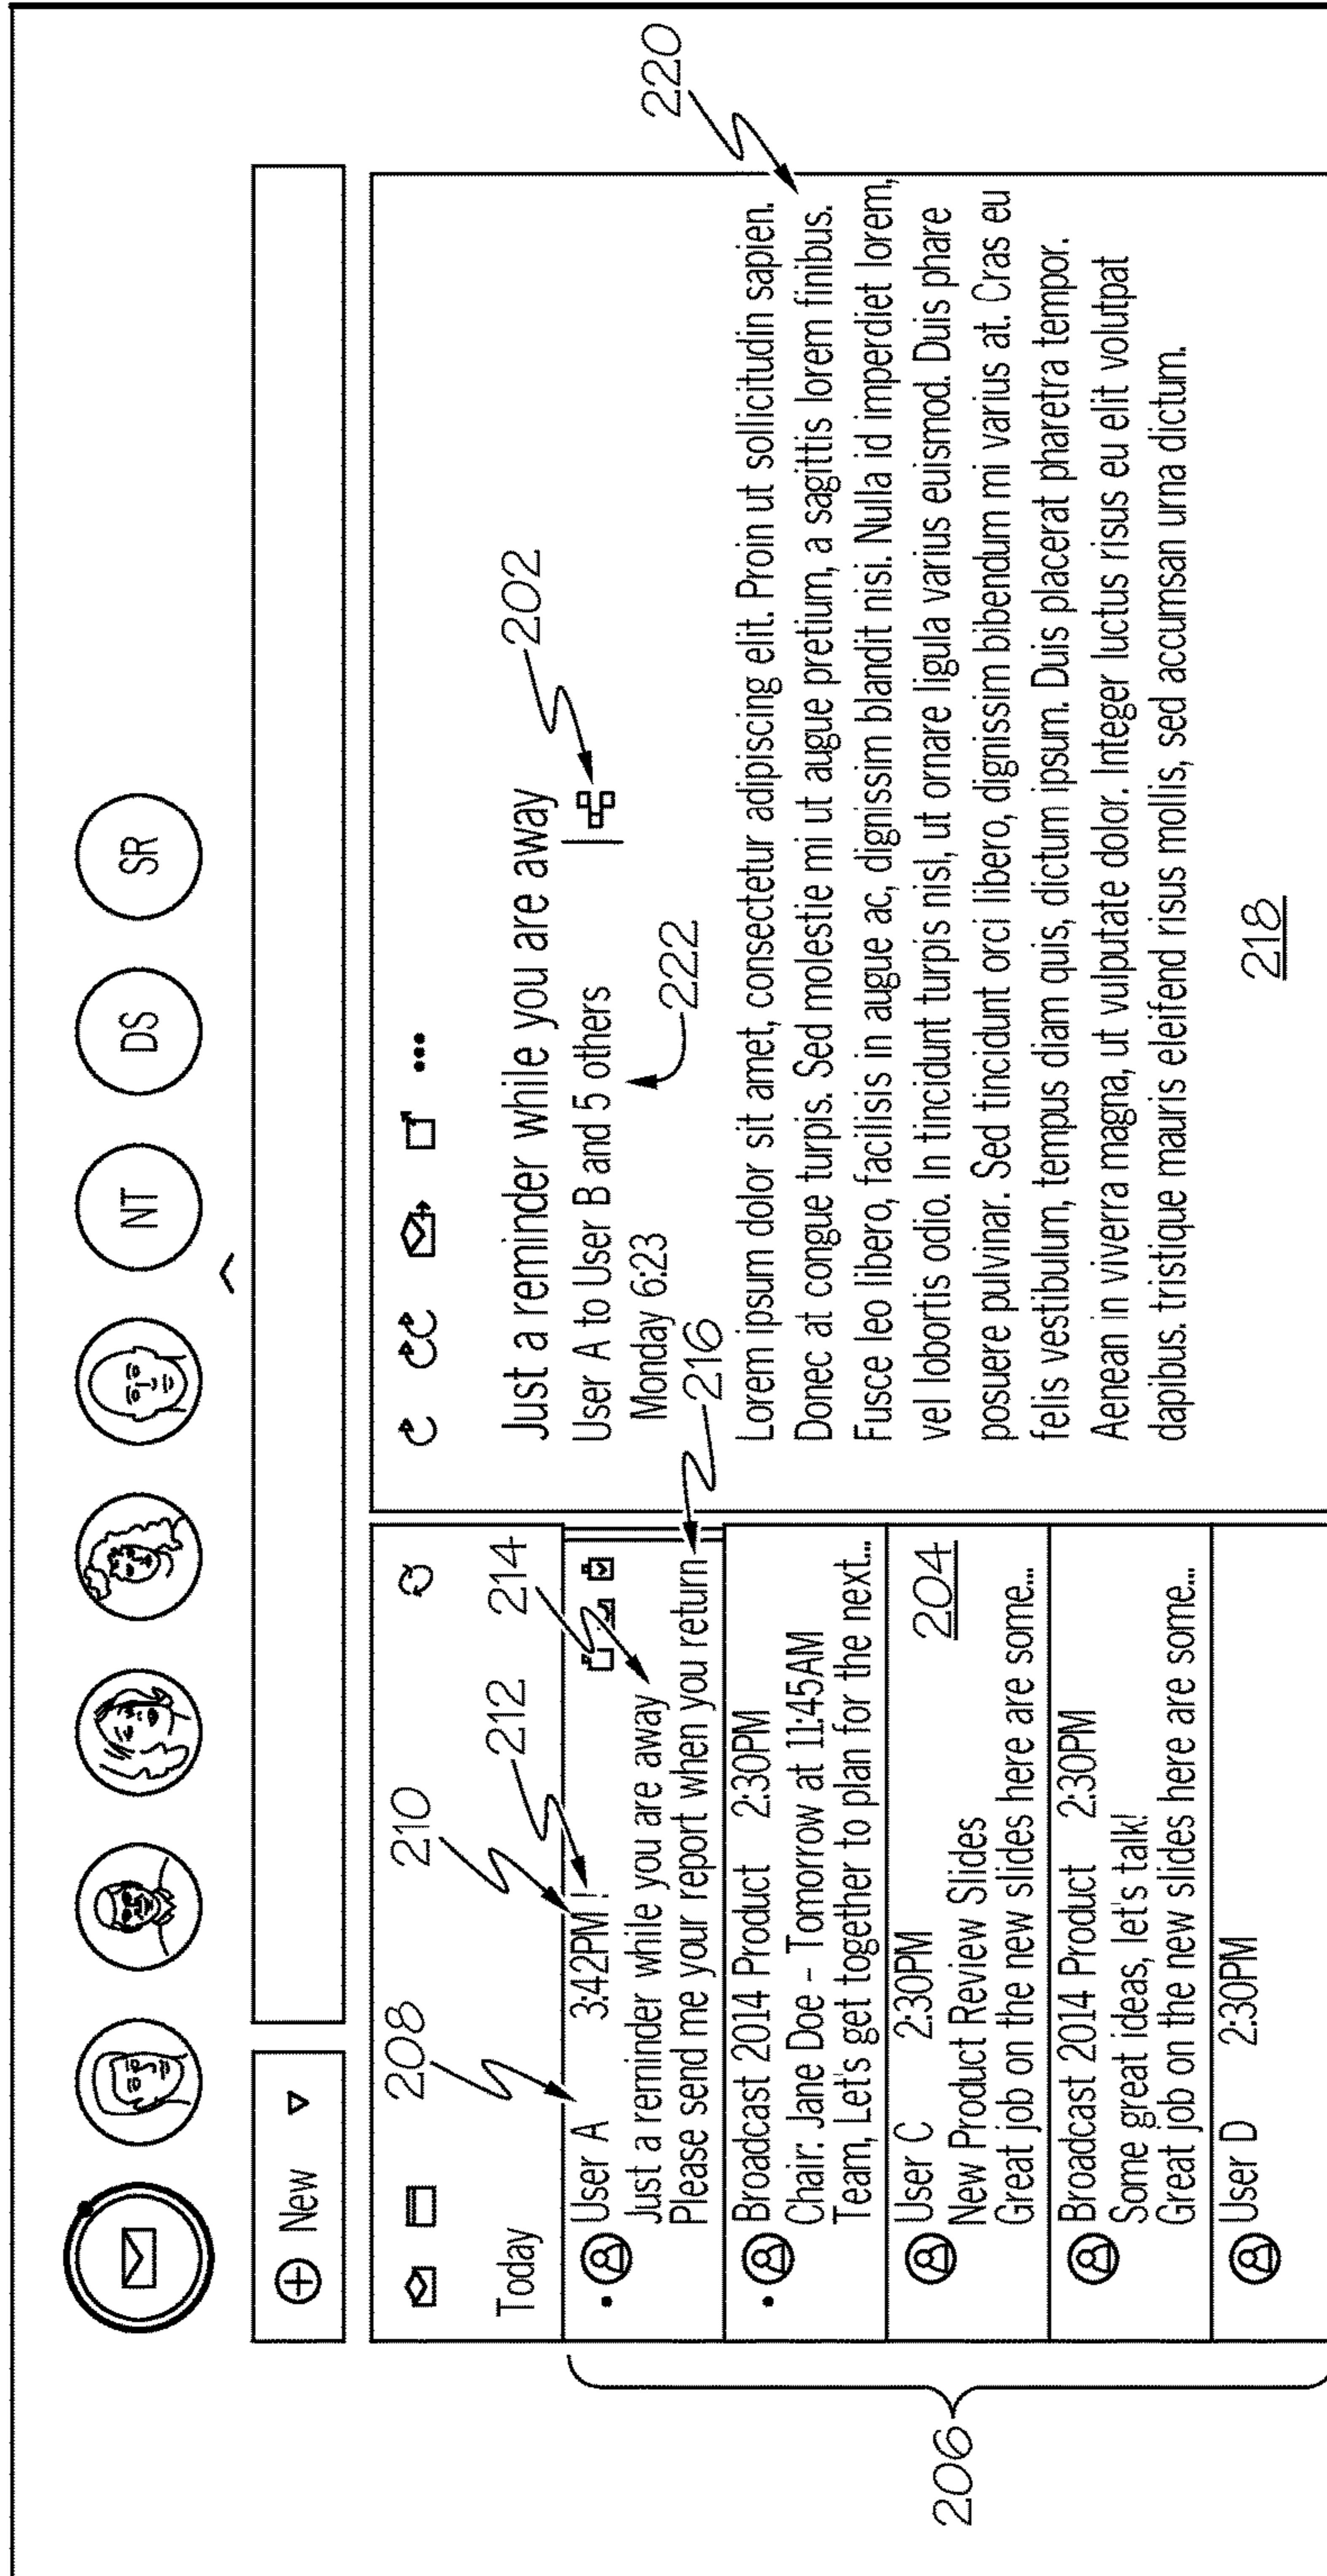 NT
DS
SR
New
Today
208
210
212
214
User A 3:42PM !
Just a reminder while you are away
Please send me your report when you return
216
Broadcast 2014 Product 2:30PM
Chair: Jane Doe - Tomorrow at 11:45AM
Team, Let's get together to plan for the next...
User C 2:30PM
204
New Product Review Slides
Great job on the new slides here are some...
Broadcast 2014 Product 2:30PM
Some great ideas, let's talk!
Great job on the new slides here are some...
User D 2:30PM
206
Just a reminder while you are away
202
User A to User B and 5 others
222
Monday 6:23
220
Lorem ipsum dolor sit amet, consectetur adipiscing elit. Proin ut sollicitudin sapien.
Donec at congue turpis. Sed molestie mi ut augue pretium, a sagittis lorem finibus.
Fusce leo libero, facilisis in augue ac, dignissim blandit nisi. Nulla id imperdiet lorem,
vel lobortis odio. In tincidunt turpis nisl, ut ornare ligula varius euismod. Duis phare
posuere pulvinar. Sed tincidunt orci libero, dignissim bibendum mi varius at. Cras eu
felis vestibulum, tempus diam quis, dictum ipsum. Duis placerat pharetra tempor.
Aenean in viverra magna, ut vulputate dolor. Integer luctus risus eu elit volutpat
dapibus. tristique mauris eleifend risus mollis, sed accumsan urna dictum.
218